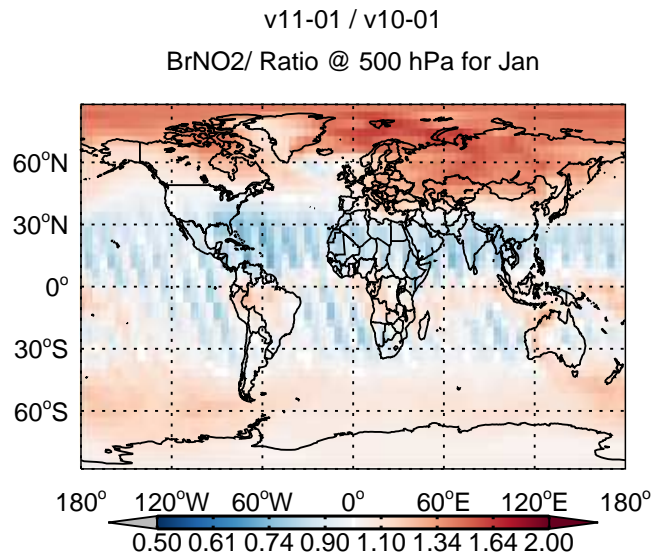 v11-01 / v10-01
BrNO2/ Ratio @ 500 hPa for Jan
60°N
30°N
0°
30°S
60°S
180° 120°W 60°W 0° 60°E 120°E 180°
0.50 0.61 0.74 0.90 1.10 1.34 1.64 2.00